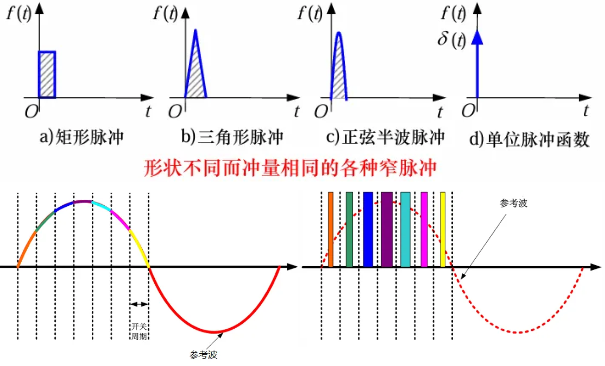 f(t) f(t) f(t) f(t)
δ(t)
O t O t O t O t
a)矩形脉冲 b)三角形脉冲 c)正弦半波脉冲 d)单位脉冲函数
形状不同而冲量相同的各种窄脉冲
参考波
开关
周期
参考波